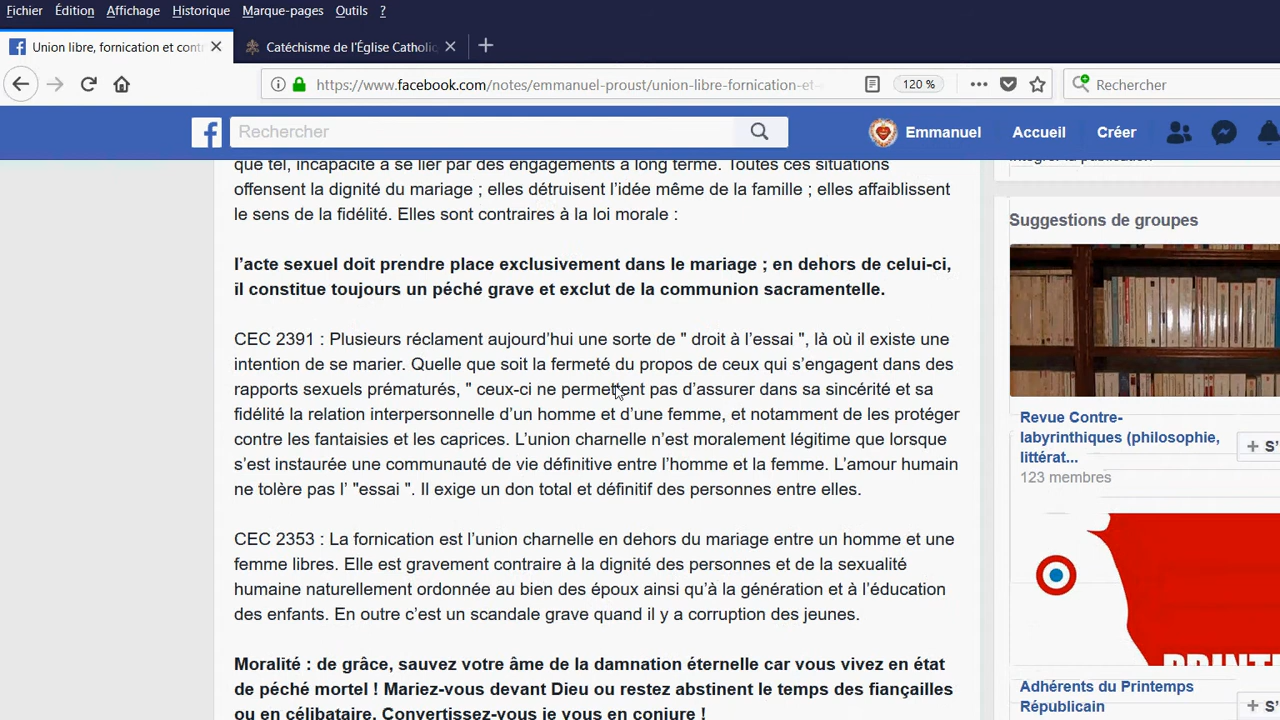 Fichier Édition Affichage Historique Marque-pages Outils ?
Union libre, fornication et cont
Catéchisme de l'Église Catholiq
https://www.facebook.com/notes/emmanuel-proust/union-libre-fornication-et-
120 %
Rechercher
Rechercher
Emmanuel Accueil Créer
que tel, incapacité à se lier par des engagements à long terme. Toutes ces situations
offensent la dignité du mariage ; elles détruisent l’idée même de la famille ; elles affaiblissent
le sens de la fidélité. Elles sont contraires à la loi morale :
l’acte sexuel doit prendre place exclusivement dans le mariage ; en dehors de celui-ci,
il constitue toujours un péché grave et exclut de la communion sacramentelle.
CEC 2391 : Plusieurs réclament aujourd’hui une sorte de " droit à l’essai ", là où il existe une
intention de se marier. Quelle que soit la fermeté du propos de ceux qui s’engagent dans des
rapports sexuels prématurés, " ceux-ci ne permettent pas d’assurer dans sa sincérité et sa
fidélité la relation interpersonnelle d’un homme et d’une femme, et notamment de les protéger
contre les fantaisies et les caprices. L’union charnelle n’est moralement légitime que lorsque
s’est instaurée une communauté de vie définitive entre l’homme et la femme. L’amour humain
ne tolère pas l’ "essai ". Il exige un don total et définitif des personnes entre elles.
CEC 2353 : La fornication est l’union charnelle en dehors du mariage entre un homme et une
femme libres. Elle est gravement contraire à la dignité des personnes et de la sexualité
humaine naturellement ordonnée au bien des époux ainsi qu’à la génération et à l’éducation
des enfants. En outre c’est un scandale grave quand il y a corruption des jeunes.
Moralité : de grâce, sauvez votre âme de la damnation éternelle car vous vivez en état
de péché mortel ! Mariez-vous devant Dieu ou restez abstinent le temps des fiançailles
ou en célibataire. Convertissez-vous je vous en conjure !
intégrer la publication
Suggestions de groupes
Revue Contre-
labyrinthiques (philosophie,
littérat...
123 membres
+ S'
PRINT
Adhérents du Printemps
Républicain
+ S'